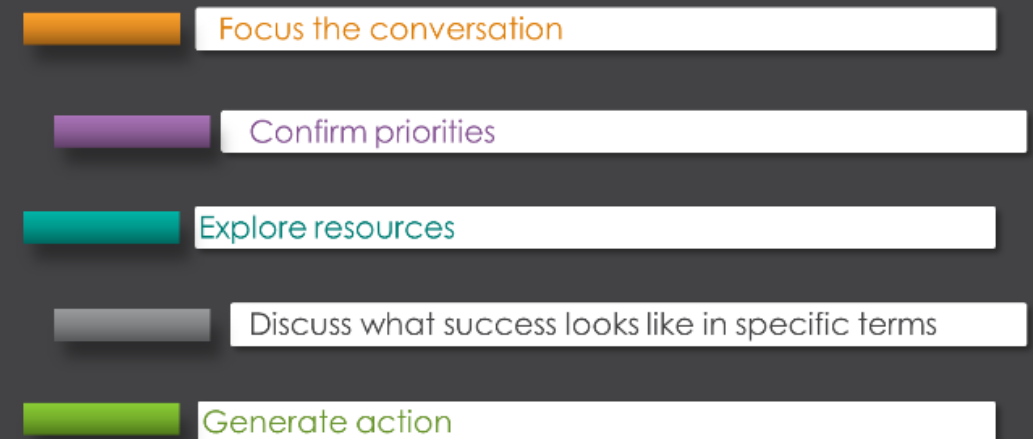 Focus the conversation
Confirm priorities
Explore resources
Discuss what success looks like in specific terms
Generate action